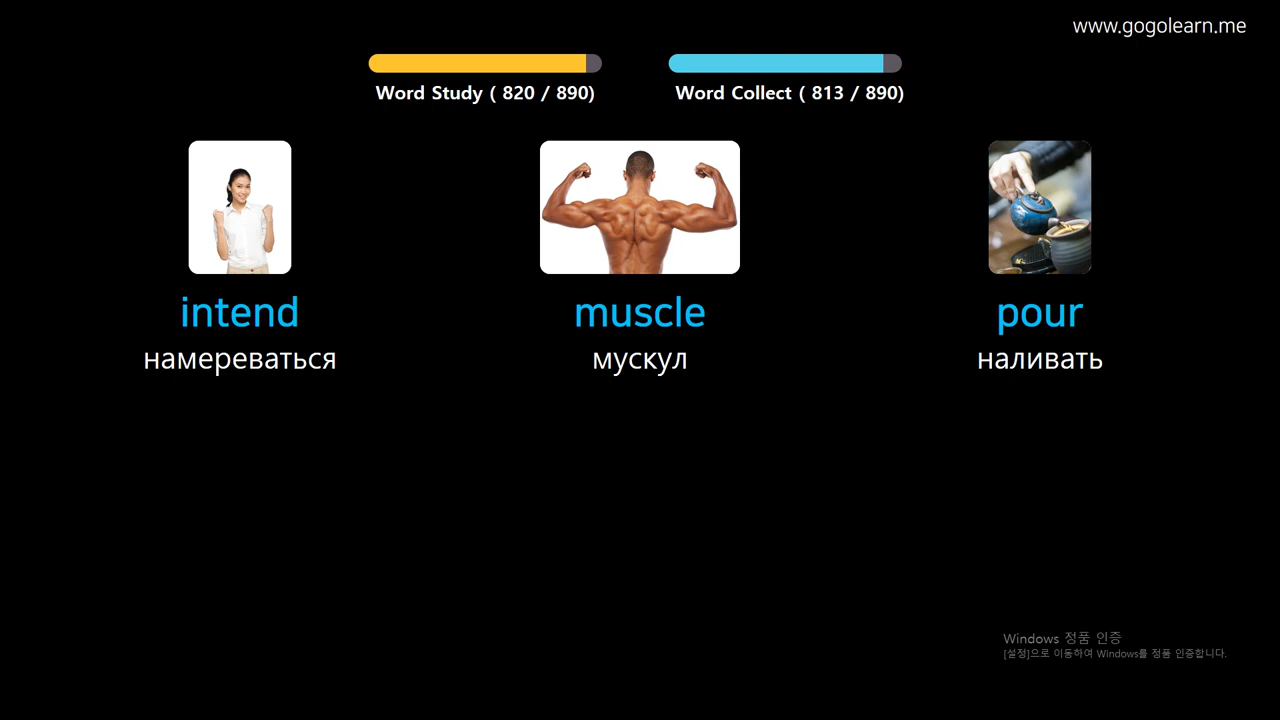 www.gogolearn.me
Word Study ( 820 / 890)
Word Collect ( 813 / 890)
intend
muscle
pour
намереваться
мускул
наливать
Windows 정품 인증
[설정]으로 이동하여 Windows를 정품 인증합니다.